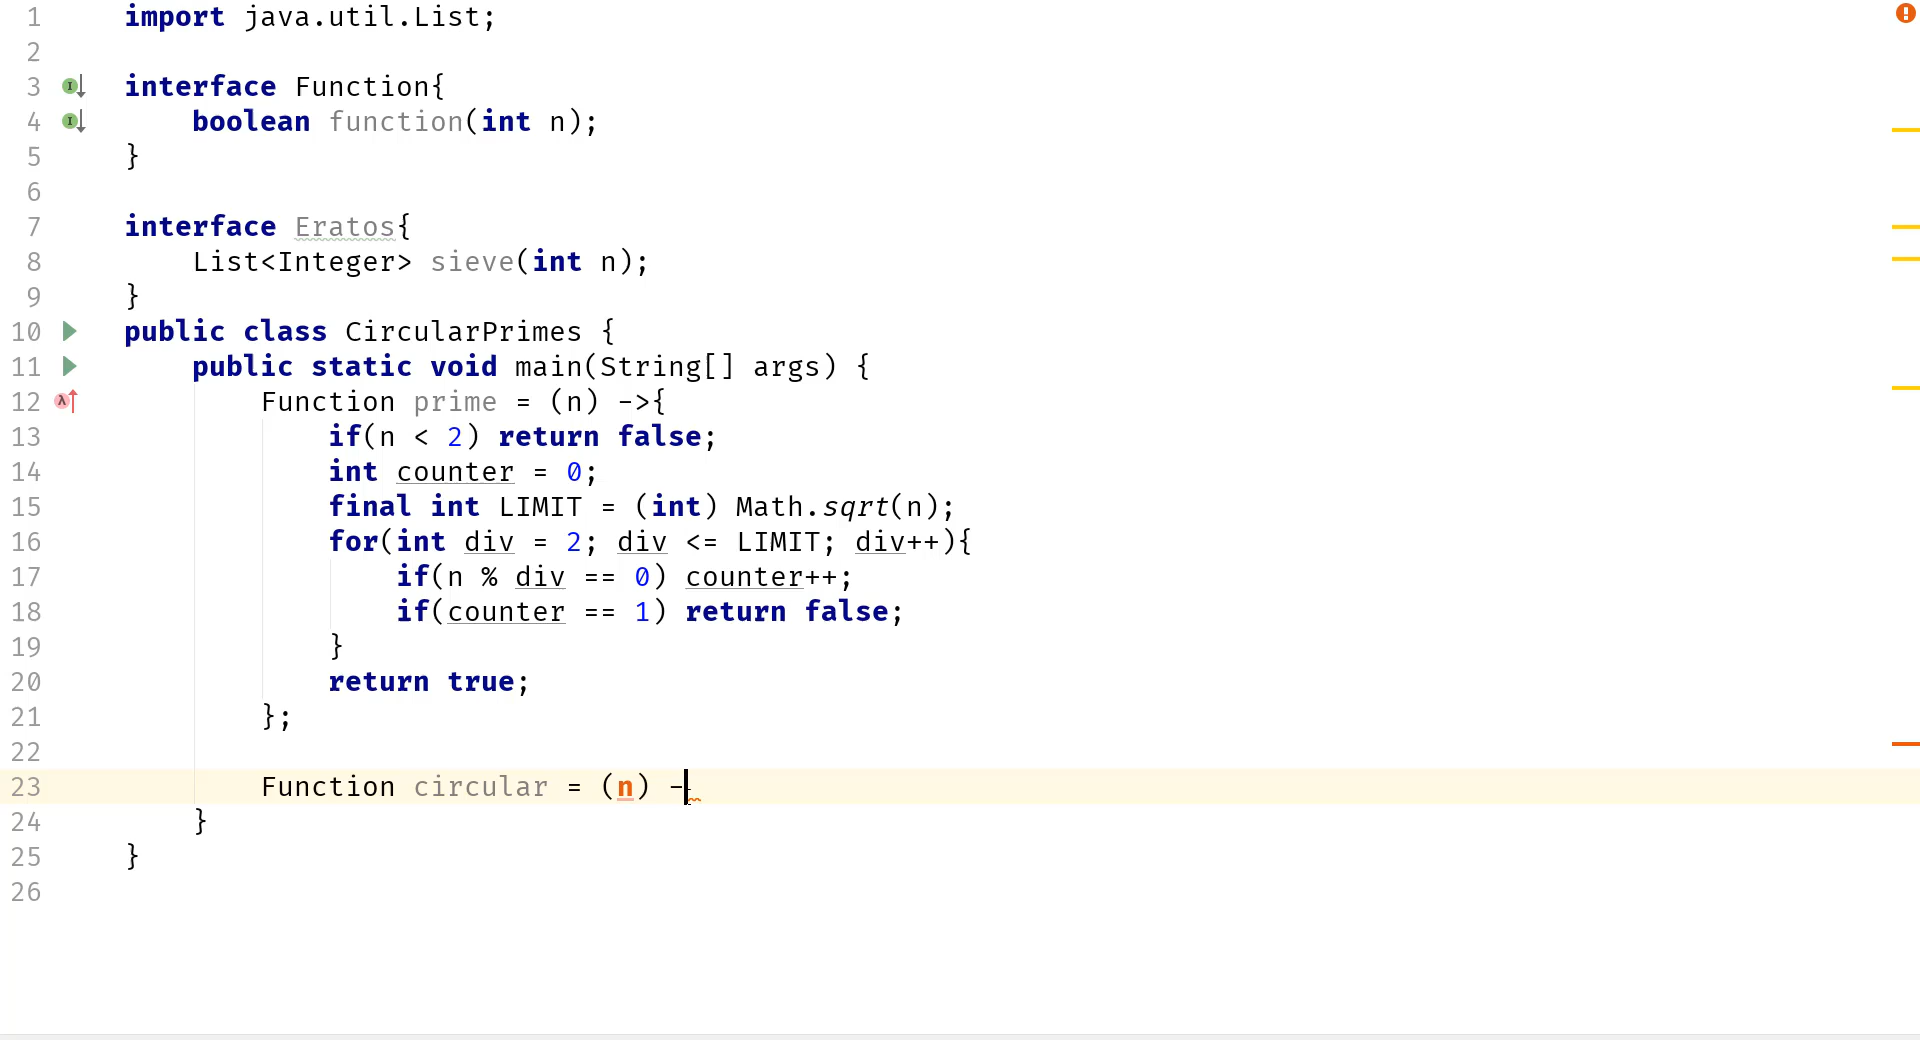 1 import java.util.List;
2
3 interface Function{
4     boolean function(int n);
5 }
6
7 interface Eratos{
8     List<Integer> sieve(int n);
9 }
10 public class CircularPrimes {
11     public static void main(String[] args) {
12         Function prime = (n) ->{
13             if(n < 2) return false;
14             int counter = 0;
15             final int LIMIT = (int) Math.sqrt(n);
16             for(int div = 2; div <= LIMIT; div++){
17                 if(n % div == 0) counter++;
18                 if(counter == 1) return false;
19             }
20             return true;
21         };
22
23         Function circular = (n) -
24     }
25 }
26